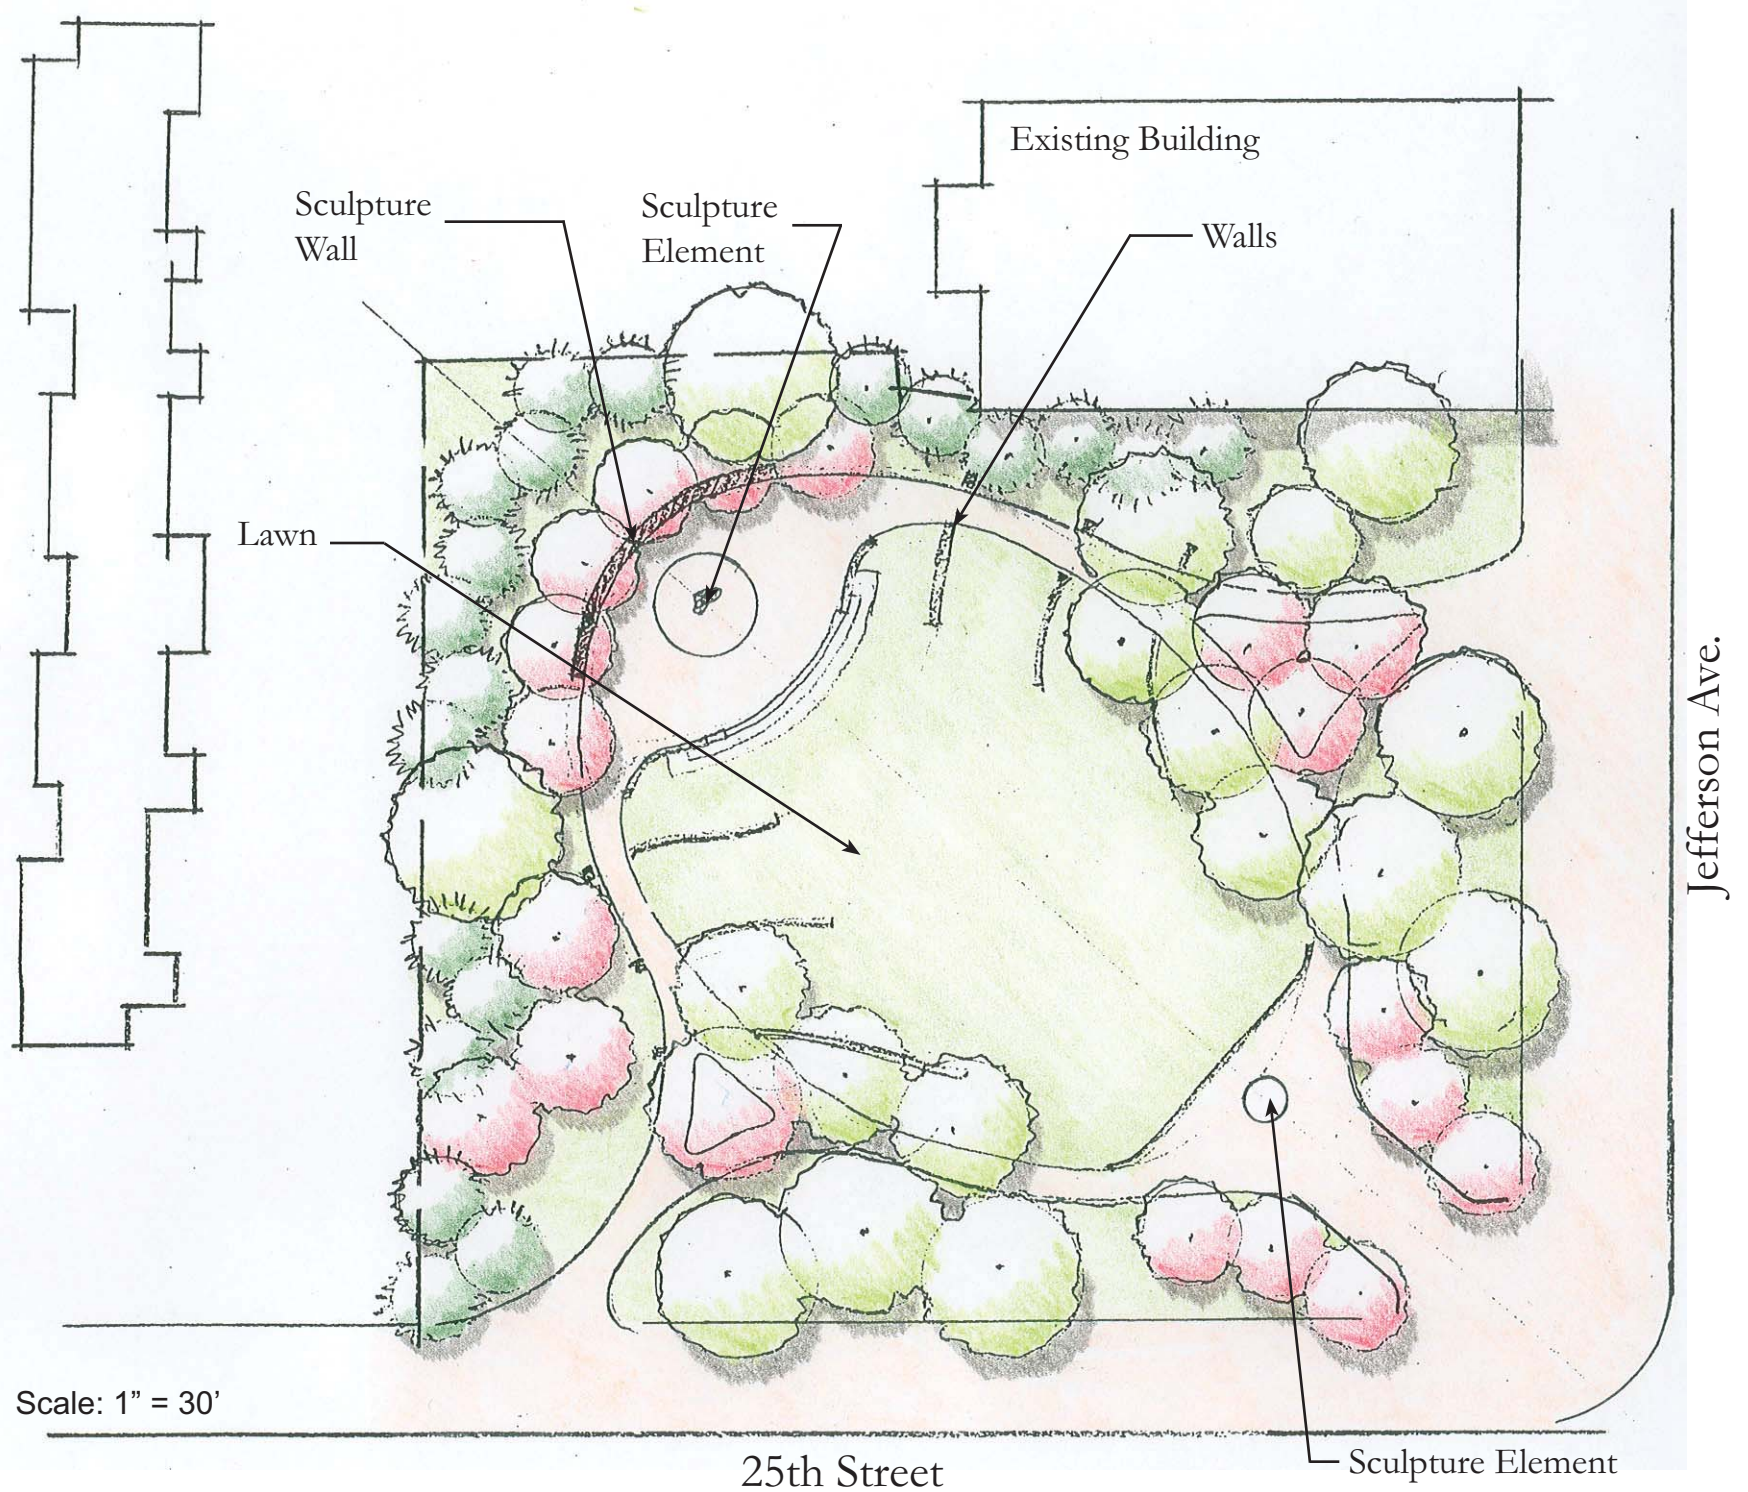 Existing Building
Sculpture
Wall
Sculpture
Element
Walls
Lawn
Jefferson Ave.
Scale: 1” = 30’
25th Street
Sculpture Element